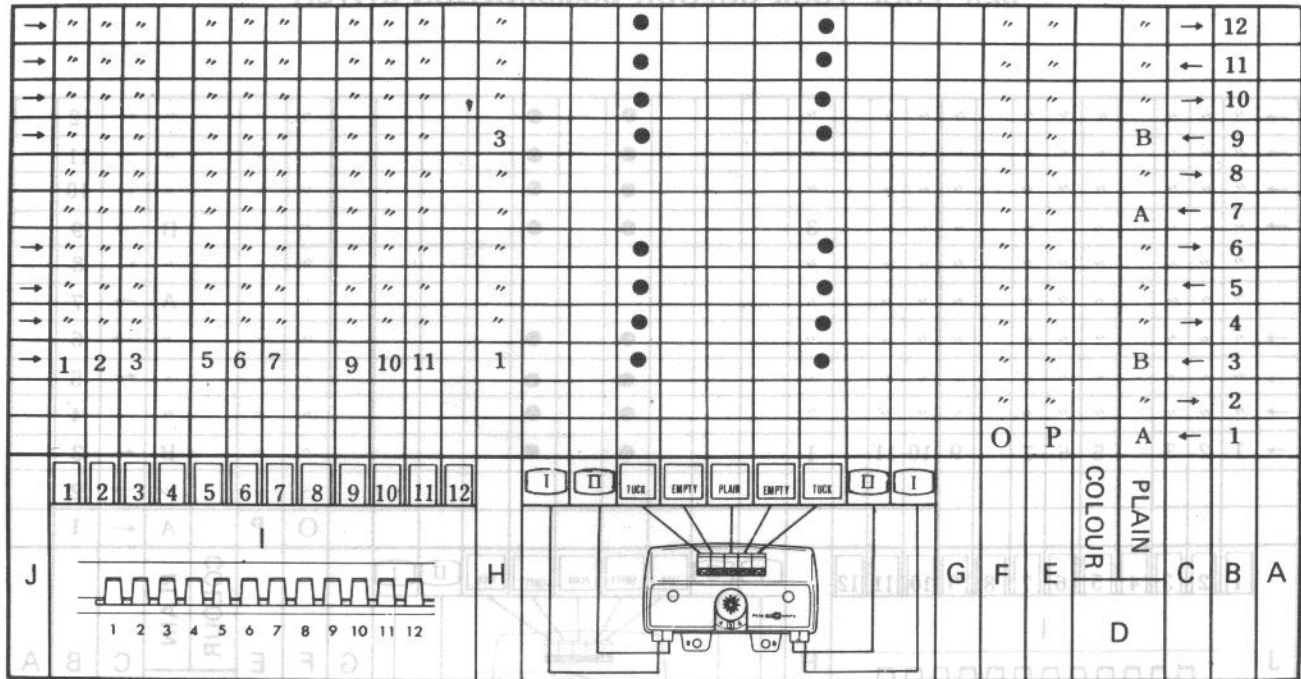 → 〃 〃 〃 〃 〃 〃 〃 〃 〃 〃 ● ● 〃 〃 〃 → 12
→ 〃 〃 〃 〃 〃 〃 〃 〃 〃 〃 ● ● 〃 〃 〃 ← 11
→ 〃 〃 〃 〃 〃 〃 〃 〃 〃 〃 ● ● 〃 〃 〃 → 10
→ 〃 〃 〃 〃 〃 〃 〃 〃 〃 3 ● ● 〃 〃 B ← 9
〃 〃 〃 〃 〃 〃 〃 〃 〃 〃 〃 〃 〃 → 8
〃 〃 〃 〃 〃 〃 〃 〃 〃 〃 〃 〃 A ← 7
→ 〃 〃 〃 〃 〃 〃 〃 〃 〃 〃 ● ● 〃 〃 〃 → 6
→ 〃 〃 〃 〃 〃 〃 〃 〃 〃 〃 ● ● 〃 〃 〃 ← 5
→ 〃 〃 〃 〃 〃 〃 〃 〃 〃 〃 ● ● 〃 〃 〃 → 4
→ 1 2 3 5 6 7 9 10 11 1 ● ● 〃 〃 B ← 3
〃 〃 〃 → 2
O P A ← 1
1 2 3 4 5 6 7 8 9 10 11 12 I II TUCK EMPTY PLAIN EMPTY TUCK II I
COLOUR PLAIN
J I H G F E D C B A
1 2 3 4 5 6 7 8 9 10 11 12